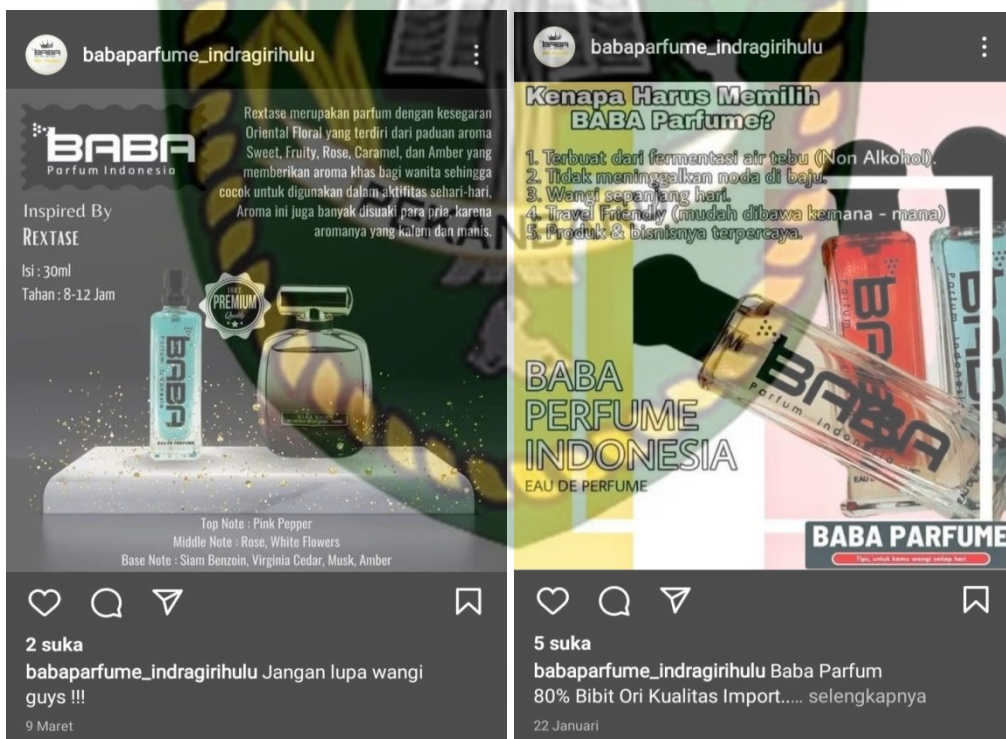 babaparfume_indragirihulu
BABA
Parfum Indonesia
Inspired By
REXTASE
Isi : 30ml
Tahan : 8-12 Jam
Rextase merupakan parfum dengan kesegaran
Oriental Floral yang terdiri dari paduan aroma
Sweet, Fruity, Rose, Caramel, dan Amber yang
memberikan aroma khas bagi wanita sehingga
cocok untuk digunakan dalam aktifitas sehari-hari,
Aroma ini juga banyak disuaki para pria, karena
aromanya yang kalem dan manis.
PREMIUM
Quality
BABA
Top Note : Pink Pepper
Middle Note : Rose, White Flowers
Base Note : Siam Benzoin, Virginia Cedar, Musk, Amber
2 suka
babaparfume_indragirihulu Jangan lupa wangi
guys !!!
9 Maret
babaparfume_indragirihulu
Kenapa Harus Memilih
BABA Parfume?
1. Terbuat dari fermentasi air tebu (Non Alkohol).
2. Tidak meninggalkan noda di baju.
3. Wangi sepanjang hari.
4. Travel Friendly (mudah dibawa kemana - mana)
5. Produk & bisnisnya terpercaya.
BABA
Parfum Indonesia
BABA
PERFUME
INDONESIA
EAU DE PERFUME
BABA PARFUME
Tips, untuk kamu wangi setiap hari
5 suka
babaparfume_indragirihulu Baba Parfum
80% Bibit Ori Kualitas Import..... selengkapnya
22 Januari